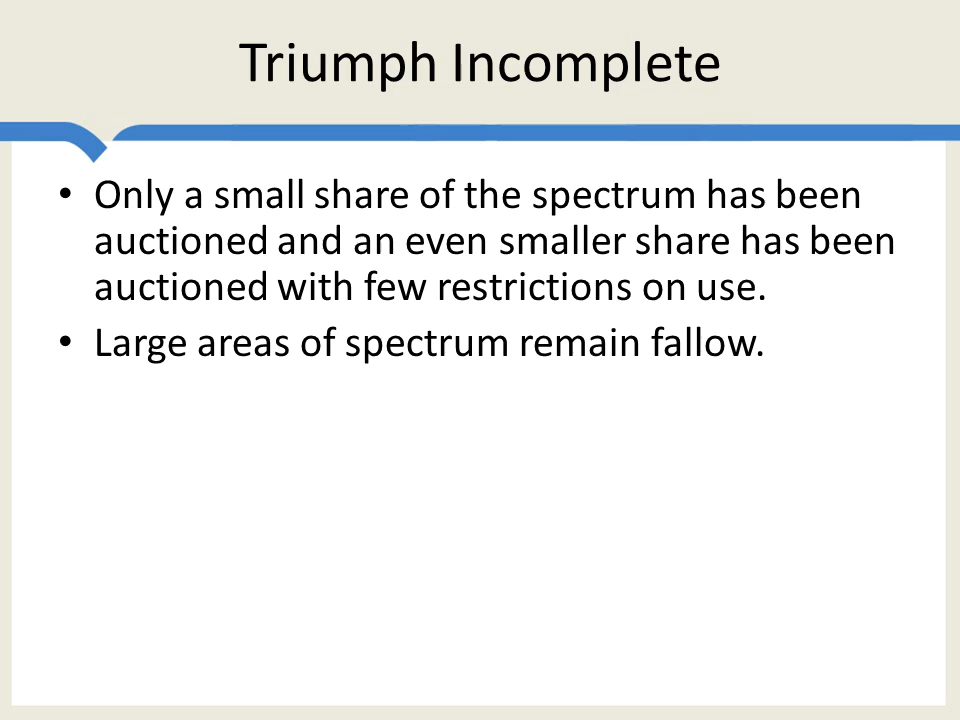 Triumph Incomplete
• Only a small share of the spectrum has been
auctioned and an even smaller share has been
auctioned with few restrictions on use.
• Large areas of spectrum remain fallow.